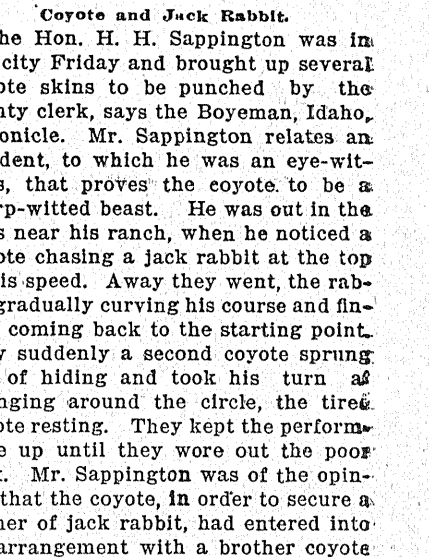 Coyote and Jack Rabbit.
he Hon. H. H. Sappington was in
city Friday and brought up several
ote skins to be punched by the
nty clerk, says the Boyeman, Idaho,
onicle. Mr. Sappington relates an
dent, to which he was an eye-wit-
s, that proves the coyote to be a
rp-witted beast. He was out in the
s near his ranch, when he noticed a
ote chasing a jack rabbit at the top
is speed. Away they went, the rab-
gradually curving his course and fin-
coming back to the starting point.
y suddenly a second coyote sprung
of hiding and took his turn at
nging around the circle, the tired
ote resting. They kept the perform-
e up until they wore out the poor
. Mr. Sappington was of the opin-
that the coyote, in order to secure a
ner of jack rabbit, had entered into
arrangement with a brother coyote